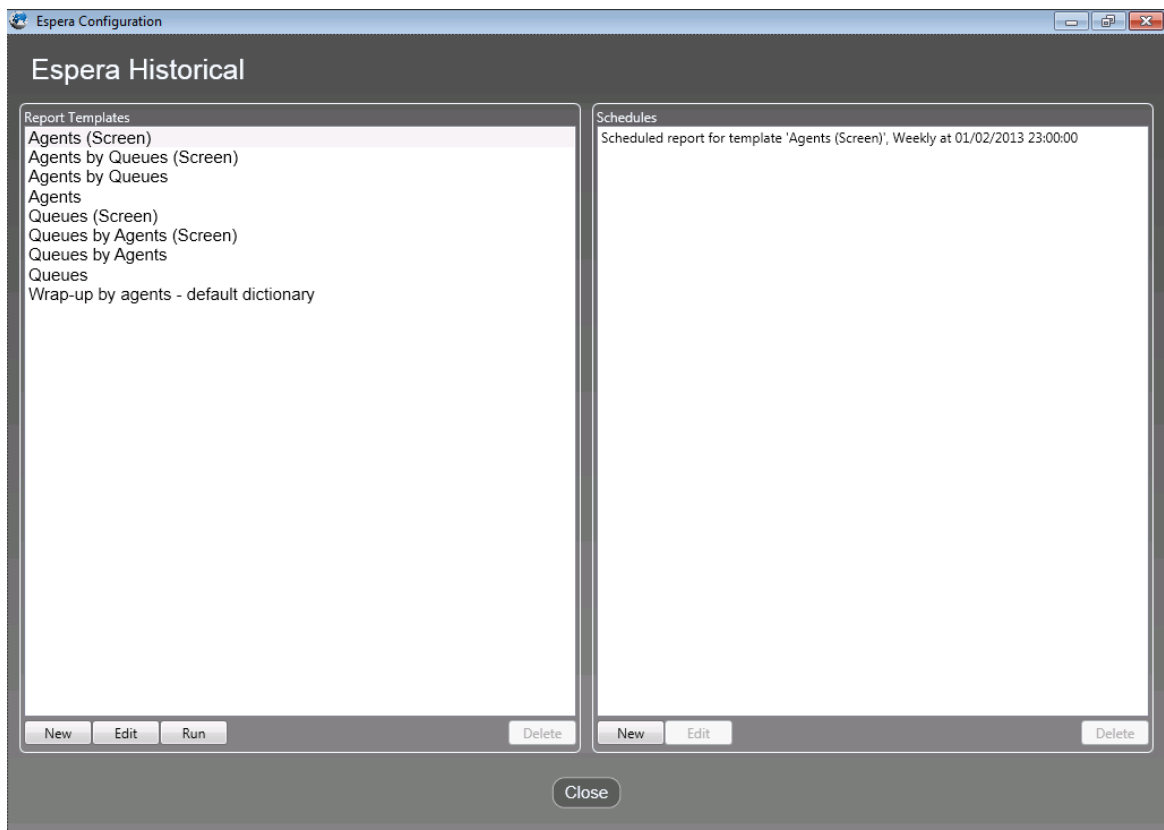 Espera Configuration
Espera Historical
Report Templates
Agents (Screen)
Agents by Queues (Screen)
Agents by Queues
Agents
Queues (Screen)
Queues by Agents (Screen)
Queues by Agents
Queues
Wrap-up by agents - default dictionary
New Edit Run Delete
Schedules
Scheduled report for template 'Agents (Screen)', Weekly at 01/02/2013 23:00:00
New Edit Delete
Close